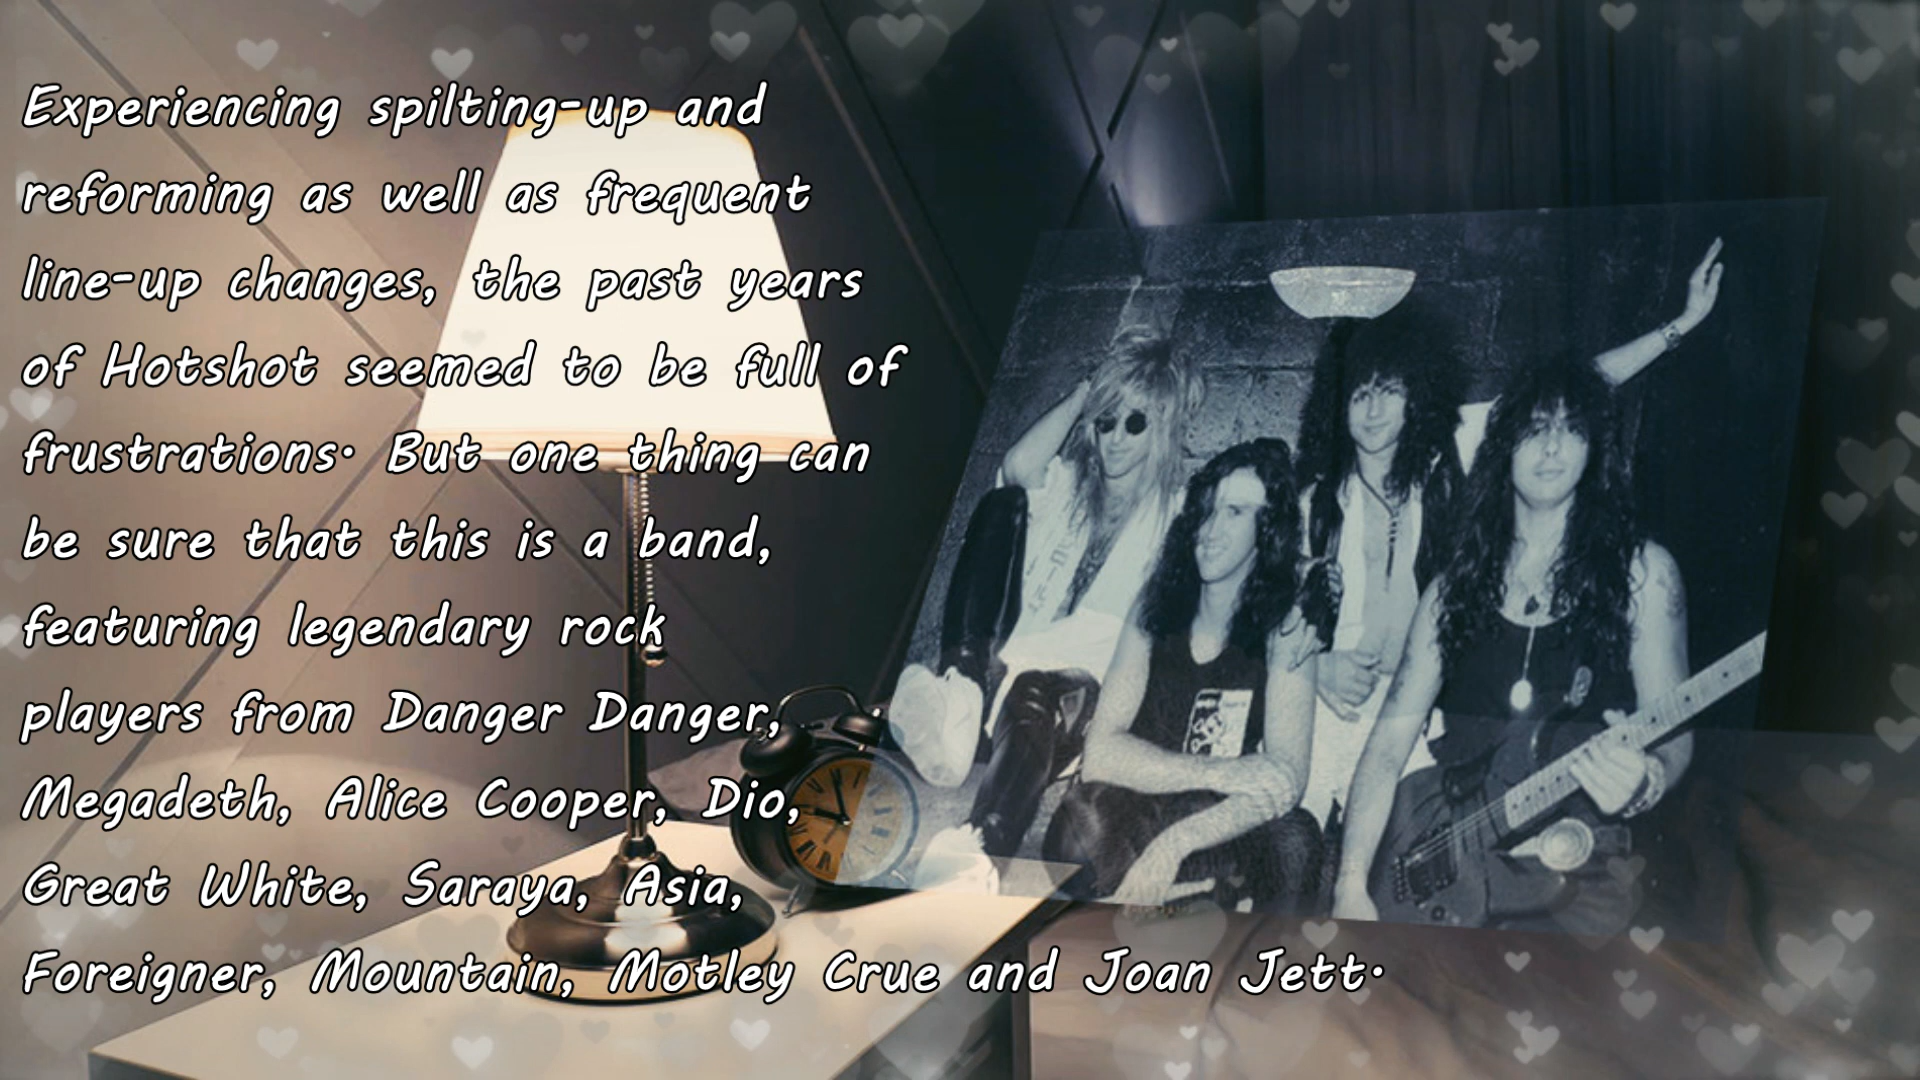 Experiencing spilting-up and
reforming as well as frequent
line-up changes, the past years
of Hotshot seemed to be full of
frustrations. But one thing can
be sure that this is a band,
featuring legendary rock
players from Danger Danger,
Megadeth, Alice Cooper, Dio,
Great White, Saraya, Asia,
Foreigner, Mountain, Motley Crue and Joan Jett.